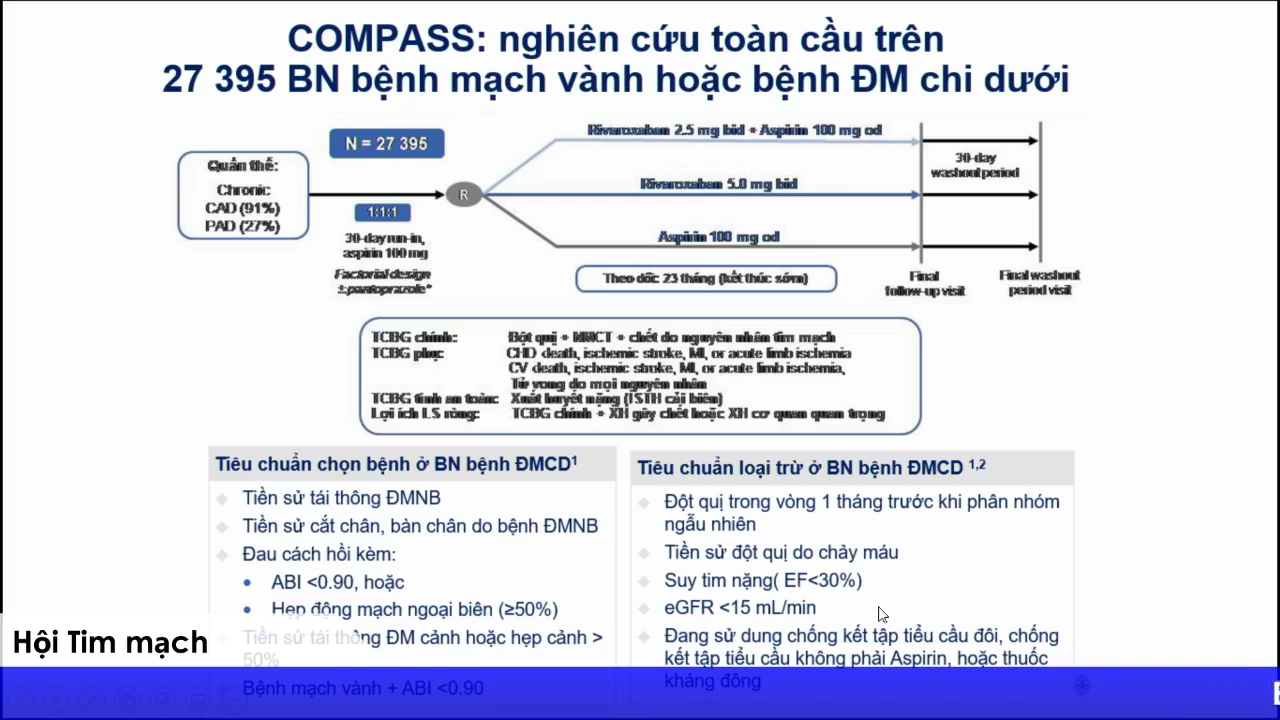 COMPASS: nghiên cứu toàn cầu trên
27 395 BN bệnh mạch vành hoặc bệnh ĐM chi dưới
N = 27 395
Quần thể:
Chronic
CAD (91%)
PAD (27%)
1:1:1
30-day run-in,
aspirin 100 mg
Factorial design
± pantoprazole*
R
Rivaroxaban 2.5 mg bid + Aspirin 100 mg od
Rivaroxaban 5.0 mg bid
Aspirin 100 mg od
Theo dõi: 23 tháng (kết thúc sớm)
30-day
washout period
Final
follow-up visit
Final washout
period visit
TCĐG chính: Đột quị + NMCT + chết do nguyên nhân tim mạch
TCĐG phụ: CHD death, ischemic stroke, MI, or acute limb ischemia
CV death, ischemic stroke, MI, or acute limb ischemia,
Tử vong do mọi nguyên nhân
TCĐG tính an toàn: Xuất huyết nặng (ISTH cải biên)
Lợi ích LS ròng: TCĐG chính + XH gây chết hoặc XH cơ quan quan trọng
Tiêu chuẩn chọn bệnh ở BN bệnh ĐMCD¹
Tiền sử tái thông ĐMNB
Tiền sử cắt chân, bàn chân do bệnh ĐMNB
Đau cách hồi kèm:
ABI <0.90, hoặc
Hẹp động mạch ngoại biên (≥50%)
Tiền sử tái thông ĐM cảnh hoặc hẹp cảnh >
50%
Bệnh mạch vành + ABI <0.90
Tiêu chuẩn loại trừ ở BN bệnh ĐMCD ¹,²
Đột quị trong vòng 1 tháng trước khi phân nhóm
ngẫu nhiên
Tiền sử đột quị do chảy máu
Suy tim nặng( EF<30%)
eGFR <15 mL/min
Đang sử dụng chống kết tập tiểu cầu đôi, chống
kết tập tiểu cầu không phải Aspirin, hoặc thuốc
kháng đông
Hội Tim mạch